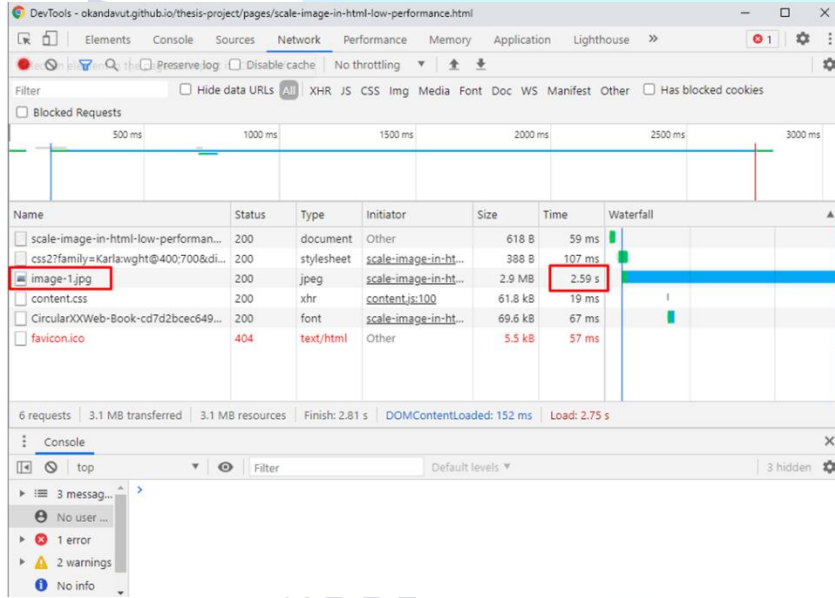 DevTools - okandavut.github.io/thesis-project/pages/scale-image-in-html-low-performance.html
Elements Console Sources Network Performance Memory Application Lighthouse » 1
Preserve log Disable cache No throttling
Filter Hide data URLs All XHR JS CSS Img Media Font Doc WS Manifest Other Has blocked cookies
Blocked Requests
500 ms 1000 ms 1500 ms 2000 ms 2500 ms 3000 ms
Name Status Type Initiator Size Time Waterfall
scale-image-in-html-low-performan... 200 document Other 618 B 59 ms
css2?family=Karla:wght@400;700&di... 200 stylesheet scale-image-in-ht... 388 B 107 ms
image-1.jpg 200 jpeg scale-image-in-ht... 2.9 MB 2.59 s
content.css 200 xhr content.js:100 61.8 kB 19 ms
CircularXXWeb-Book-cd7d2bcec649... 200 font scale-image-in-ht... 69.6 kB 67 ms
favicon.ico 404 text/html Other 5.5 kB 57 ms
6 requests 3.1 MB transferred 3.1 MB resources Finish: 2.81 s DOMContentLoaded: 152 ms Load: 2.75 s
Console
top Filter Default levels 3 hidden
3 messag...
No user ...
1 error
2 warnings
No info